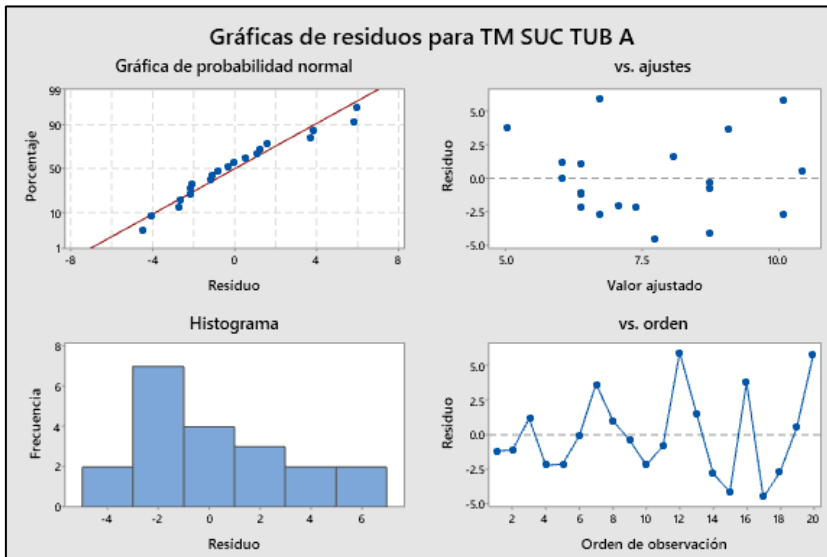 Gráficas de residuos para TM SUC TUB A
Gráfica de probabilidad normal
99
90
50
10
1
Porcentaje
-8 -4 0 4 8
Residuo
vs. ajustes
5.0
2.5
0.0
-2.5
-5.0
Residuo
5.0 7.5 10.0
Valor ajustado
Histograma
8
6
4
2
0
Frecuencia
-4 -2 0 2 4 6
Residuo
vs. orden
5.0
2.5
0.0
-2.5
-5.0
Residuo
2 4 6 8 10 12 14 16 18 20
Orden de observación